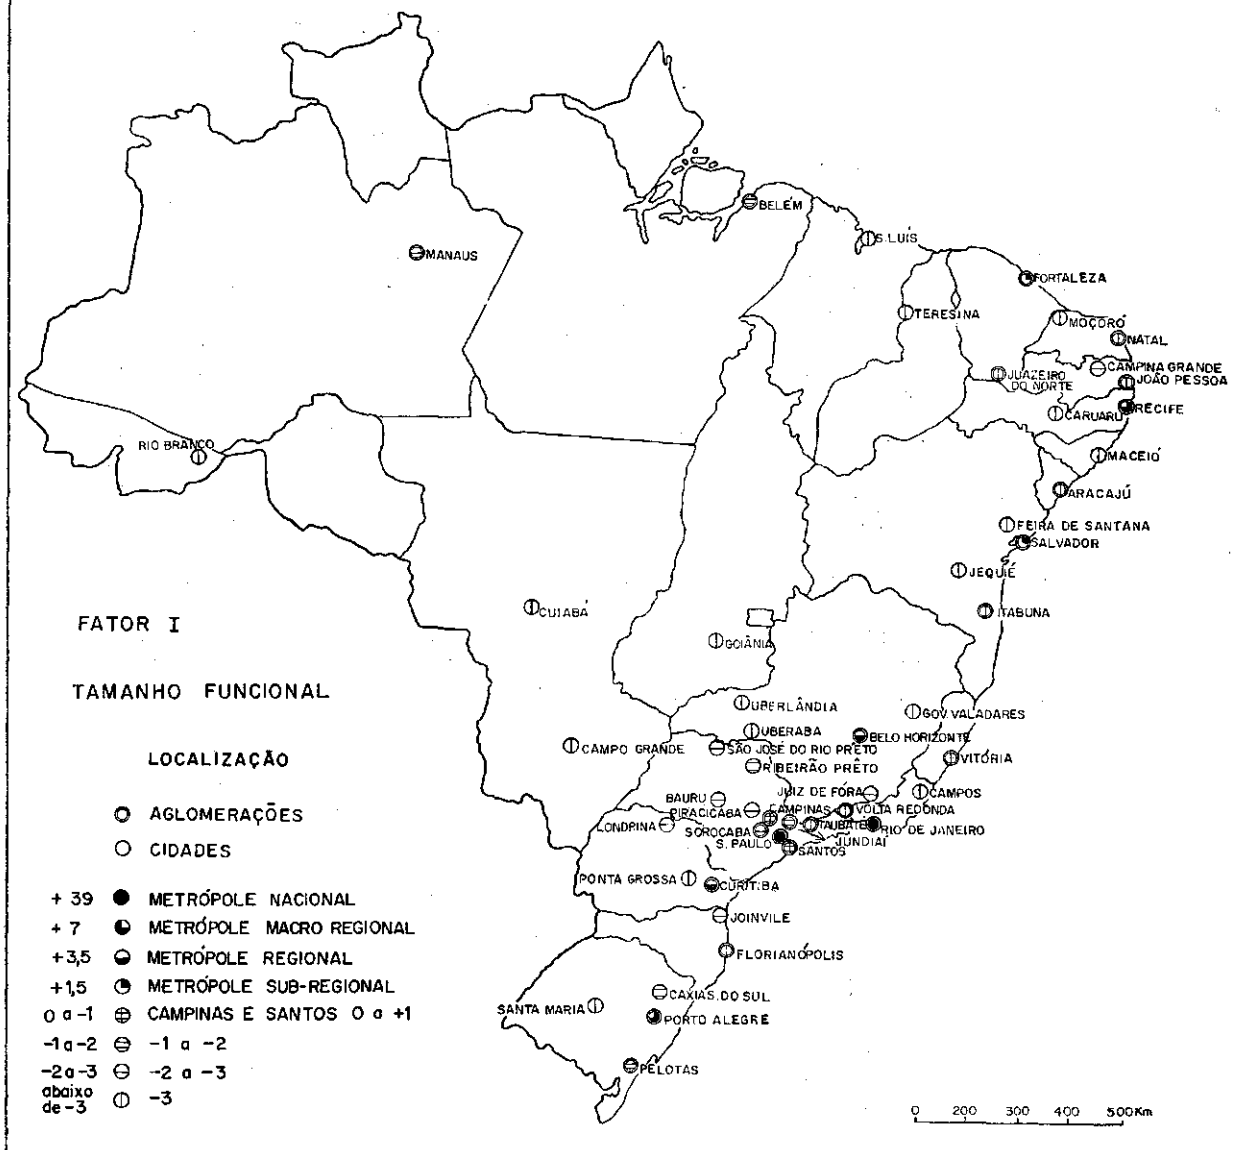 BELÉM
S. LUÍS
MANAUS
FORTALEZA
TERESINA
MOÇORÓ
NATAL
CAMPINA GRANDE
JUAZEIRO
DO NORTE
JOÃO PESSOA
RECIFE
CARUARU
RIO BRANCO
MACEIÓ
ARACAJÚ
FEIRA DE SANTANA
SALVADOR
JEQUIÉ
CUIABÁ
ITABUNA
FATOR I
GOIÂNIA
TAMANHO FUNCIONAL
UBERLÂNDIA
GOV. VALADARES
UBERABA
BELO HORIZONTE
CAMPO GRANDE
SÃO JOSÉ DO RIO PRÊTO
VITÓRIA
LOCALIZAÇÃO
RIBEIRÃO PRÊTO
JUIZ DE FÓRA
CAMPOS
BAURU
PIRACICABA
CAMPINAS
VOLTA REDONDA
AGLOMERAÇÕES
LONDRINA
SOROCABA
TAUBATÉ
RIO DE JANEIRO
S. PAULO
JUNDIAÍ
CIDADES
SANTOS
PONTA GROSSA
CURITIBA
+ 39 METRÓPOLE NACIONAL
JOINVILE
+ 7 METRÓPOLE MACRO REGIONAL
FLORIANÓPOLIS
+3,5 METRÓPOLE REGIONAL
+1,5 METRÓPOLE SUB-REGIONAL
CAXIAS. DO SUL
SANTA MARIA
0 a -1 CAMPINAS E SANTOS 0 a +1
PORTO ALEGRE
-1 a -2 -1 a -2
-2 a -3 -2 a -3
PELOTAS
abaixo
de -3 -3
0 200 300 400 500 Km